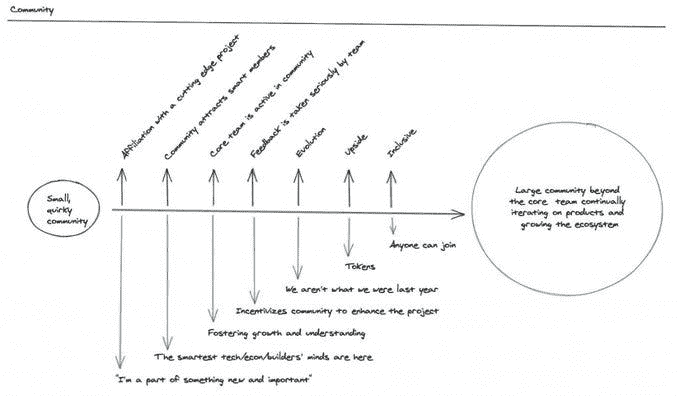 Community
Affiliation with a cutting edge project
Community attracts smart members
Core team is active in community
Feedback is taken seriously by team
Evolution
Upside
Inclusive
Small,
quirky
community
Large community beyond
the core team continually
iterating on products and
growing the ecosystem
Anyone can join
Tokens
We aren't what we were last year
Incentivizes community to enhance the project
Fostering growth and understanding
The smartest tech/econ/builders' minds are here
"I'm a part of something new and important"